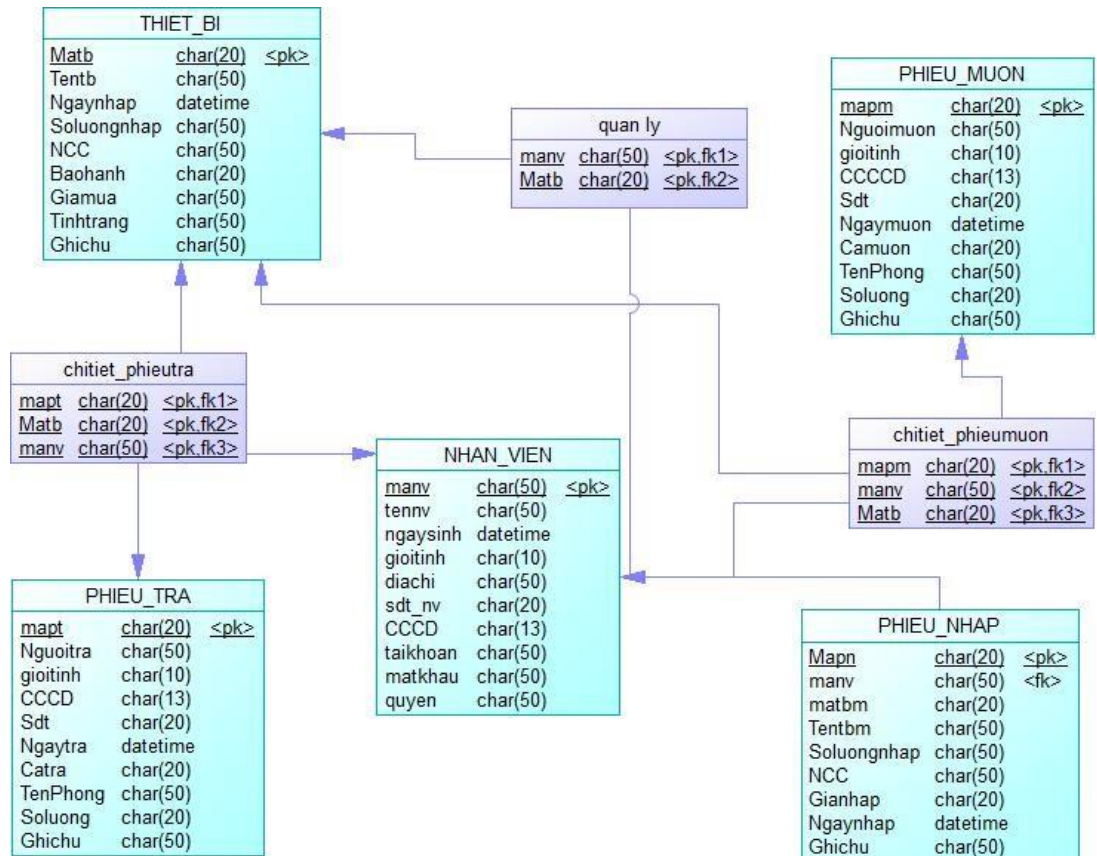 THIET_BI
Matb char(20) <pk>
Tentb char(50)
Ngaynhap datetime
Soluongnhap char(50)
NCC char(50)
Baohanh char(20)
Giamua char(50)
Tinhtrang char(50)
Ghichu char(50)
quan ly
manv char(50) <pk,fk1>
Matb char(20) <pk,fk2>
PHIEU_MUON
mapm char(20) <pk>
Nguoimuon char(50)
gioitinh char(10)
CCCCD char(13)
Sdt char(20)
Ngaymuon datetime
Camuon char(20)
TenPhong char(50)
Soluong char(20)
Ghichu char(50)
chitiet_phieutra
mapt char(20) <pk,fk1>
Matb char(20) <pk,fk2>
manv char(50) <pk,fk3>
NHAN_VIEN
manv char(50) <pk>
tennv char(50)
ngaysinh datetime
gioitinh char(10)
diachi char(50)
sdt_nv char(20)
CCCD char(13)
taikhoan char(50)
matkhau char(50)
quyen char(50)
chitiet_phieumuon
mapm char(20) <pk,fk1>
manv char(50) <pk,fk2>
Matb char(20) <pk,fk3>
PHIEU_TRA
mapt char(20) <pk>
Nguoitra char(50)
gioitinh char(10)
CCCD char(13)
Sdt char(20)
Ngaytra datetime
Catra char(20)
TenPhong char(50)
Soluong char(20)
Ghichu char(50)
PHIEU_NHAP
Mapn char(20) <pk>
manv char(50) <fk>
matbm char(20)
Tentbm char(50)
Soluongnhap char(50)
NCC char(50)
Gianhap char(20)
Ngaynhap datetime
Ghichu char(50)